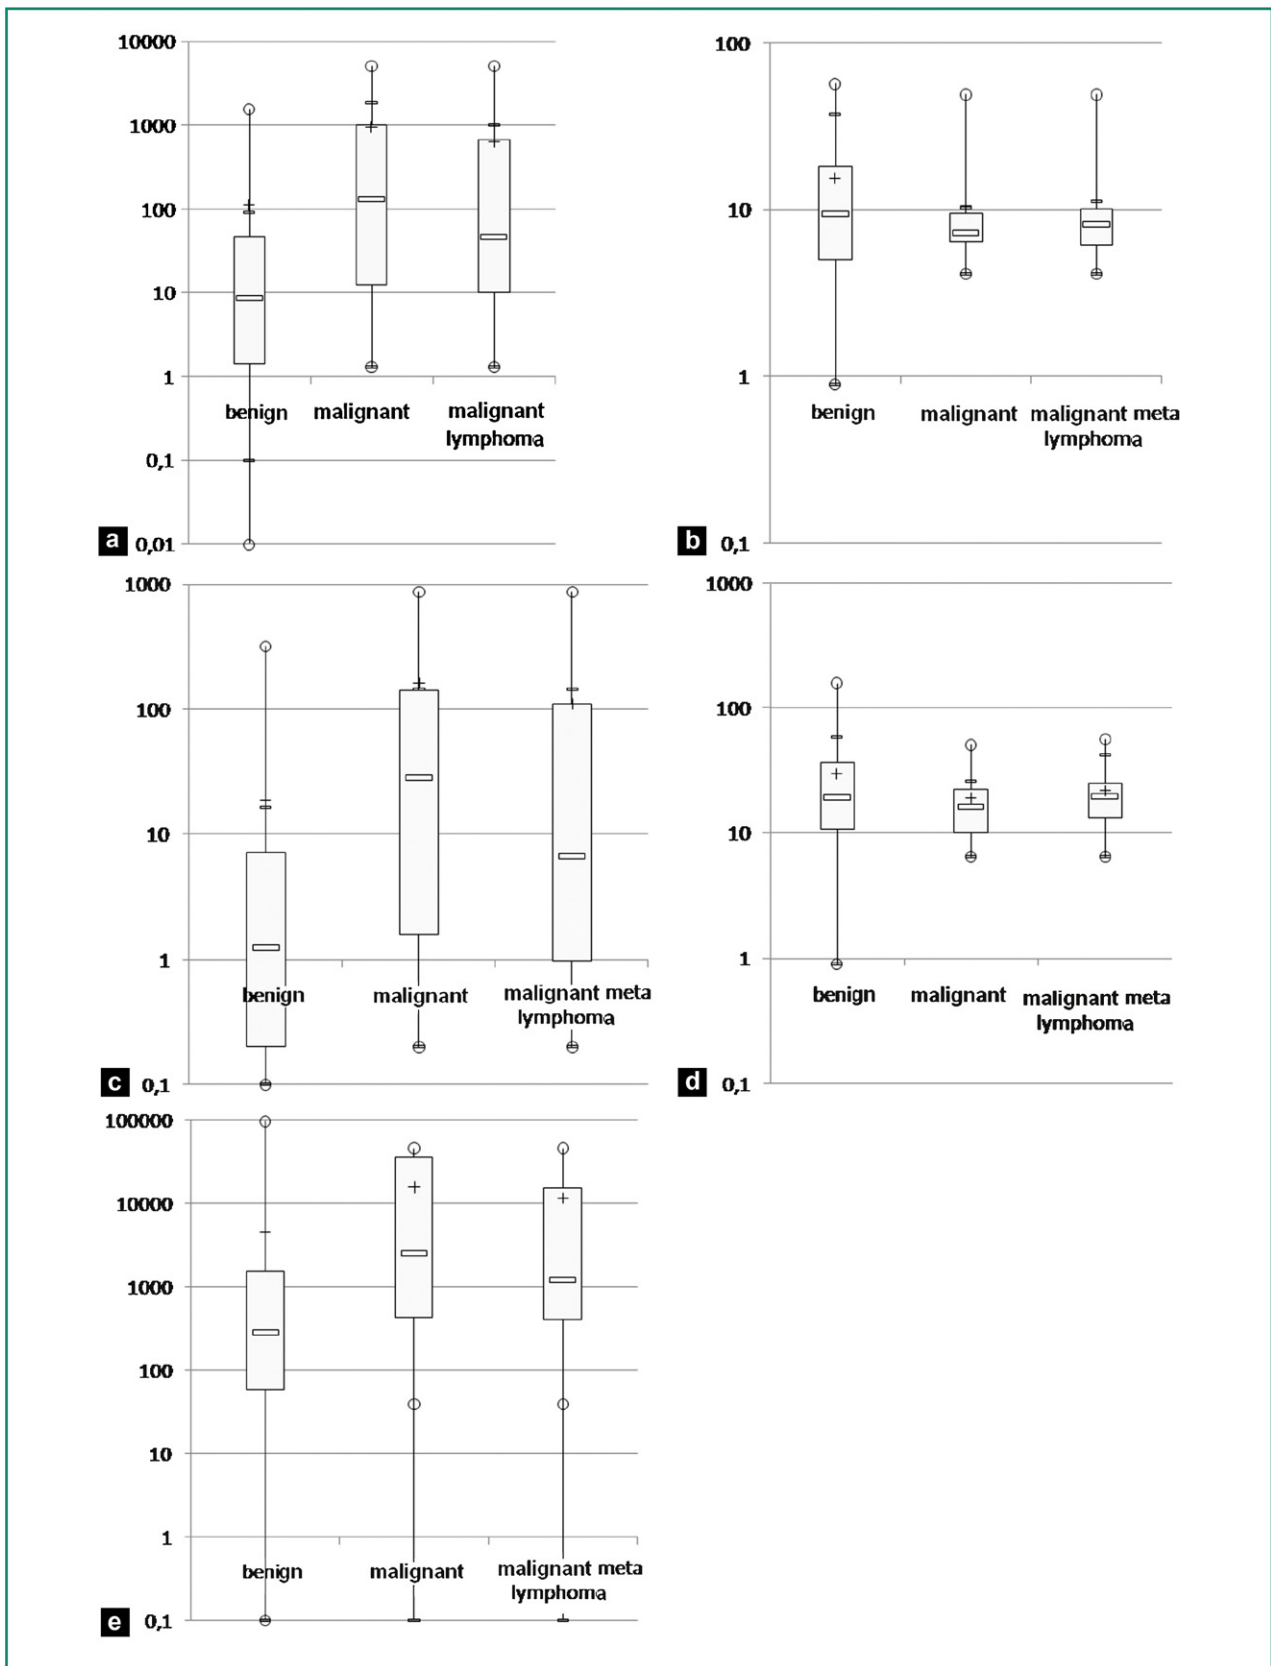 10000
1000
100
10
1
benign
malignant
malignant
lymphoma
0,1
a
0,01
100
10
1
benign
malignant
malignant meta
lymphoma
b
0,1
1000
100
10
1
benign
malignant
malignant meta
lymphoma
c
0,1
1000
100
10
1
benign
malignant
malignant meta
lymphoma
d
0,1
100000
10000
1000
100
10
1
benign
malignant
malignant meta
lymphoma
e
0,1